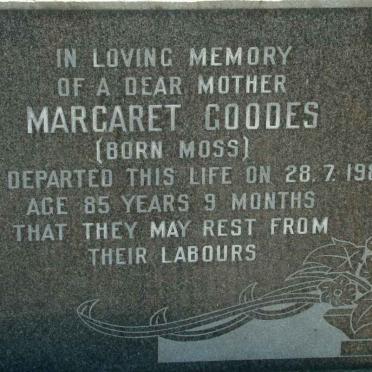 IN LOVING MEMORY
OF A DEAR MOTHER
MARGARET GOODES
(BORN MOSS)
DEPARTED THIS LIFE ON 28.7.198
AGE 85 YEARS 9 MONTHS
THAT THEY MAY REST FROM
THEIR LABOURS